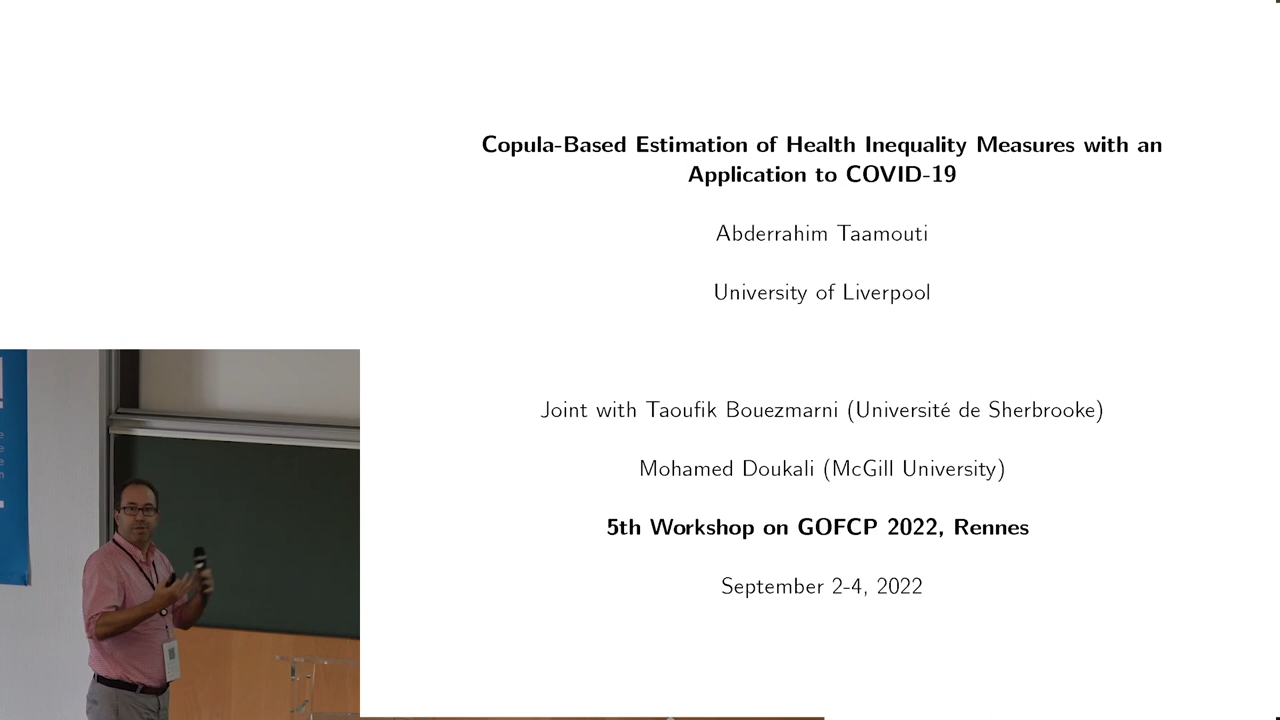 Copula-Based Estimation of Health Inequality Measures with an
Application to COVID-19
Abderrahim Taamouti
University of Liverpool
Joint with Taoufik Bouezmarni (Université de Sherbrooke)
Mohamed Doukali (McGill University)
5th Workshop on GOFCP 2022, Rennes
September 2-4, 2022